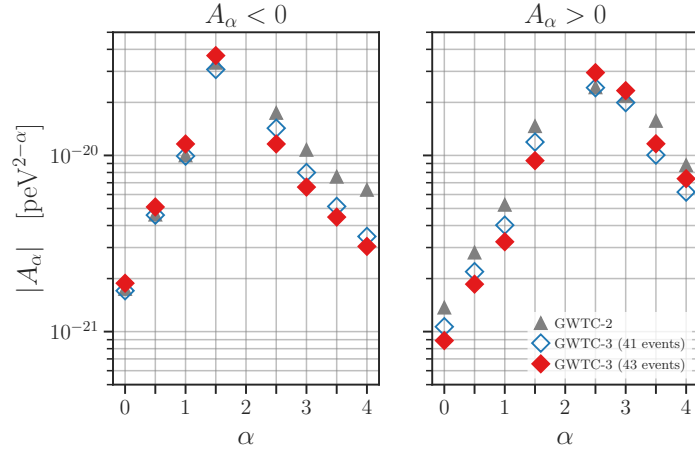 A_α < 0
A_α > 0
|A_α| [peV^{2−α}]
10^{−20}
10^{−21}
0 1 2 3 4
α
0 1 2 3 4
α
GWTC-2
GWTC-3 (41 events)
GWTC-3 (43 events)